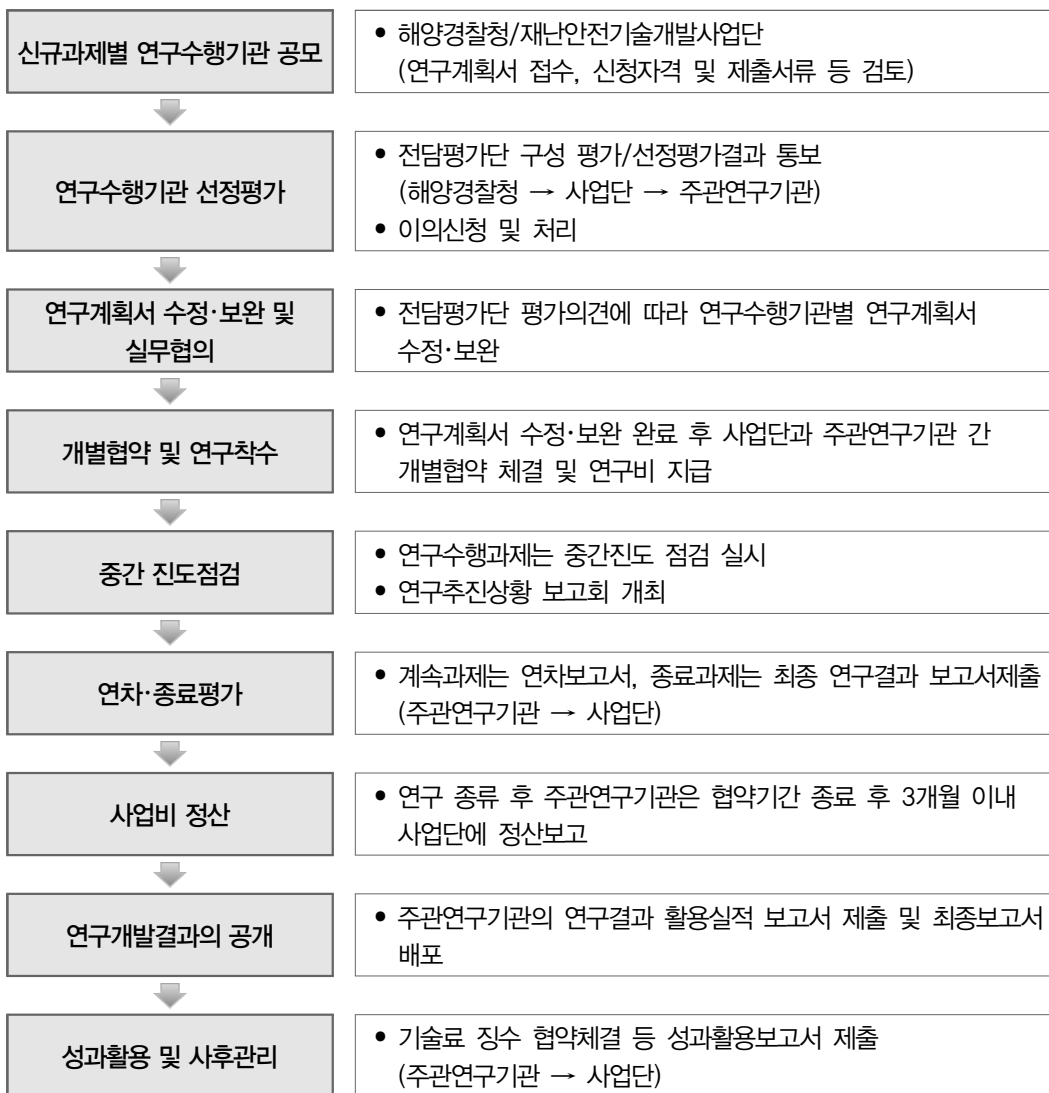 신규과제별 연구수행기관 공모
• 해양경찰청/재난안전기술개발사업단
(연구계획서 접수, 신청자격 및 제출서류 등 검토)
연구수행기관 선정평가
• 전담평가단 구성 평가/선정평가결과 통보
(해양경찰청 → 사업단 → 주관연구기관)
• 이의신청 및 처리
연구계획서 수정·보완 및
실무협의
• 전담평가단 평가의견에 따라 연구수행기관별 연구계획서
수정·보완
개별협약 및 연구착수
• 연구계획서 수정·보완 완료 후 사업단과 주관연구기관 간
개별협약 체결 및 연구비 지급
중간 진도점검
• 연구수행과제는 중간진도 점검 실시
• 연구추진상황 보고회 개최
연차·종료평가
• 계속과제는 연차보고서, 종료과제는 최종 연구결과 보고서제출
(주관연구기관 → 사업단)
사업비 정산
• 연구 종류 후 주관연구기관은 협약기간 종료 후 3개월 이내
사업단에 정산보고
연구개발결과의 공개
• 주관연구기관의 연구결과 활용실적 보고서 제출 및 최종보고서
배포
성과활용 및 사후관리
• 기술료 징수 협약체결 등 성과활용보고서 제출
(주관연구기관 → 사업단)